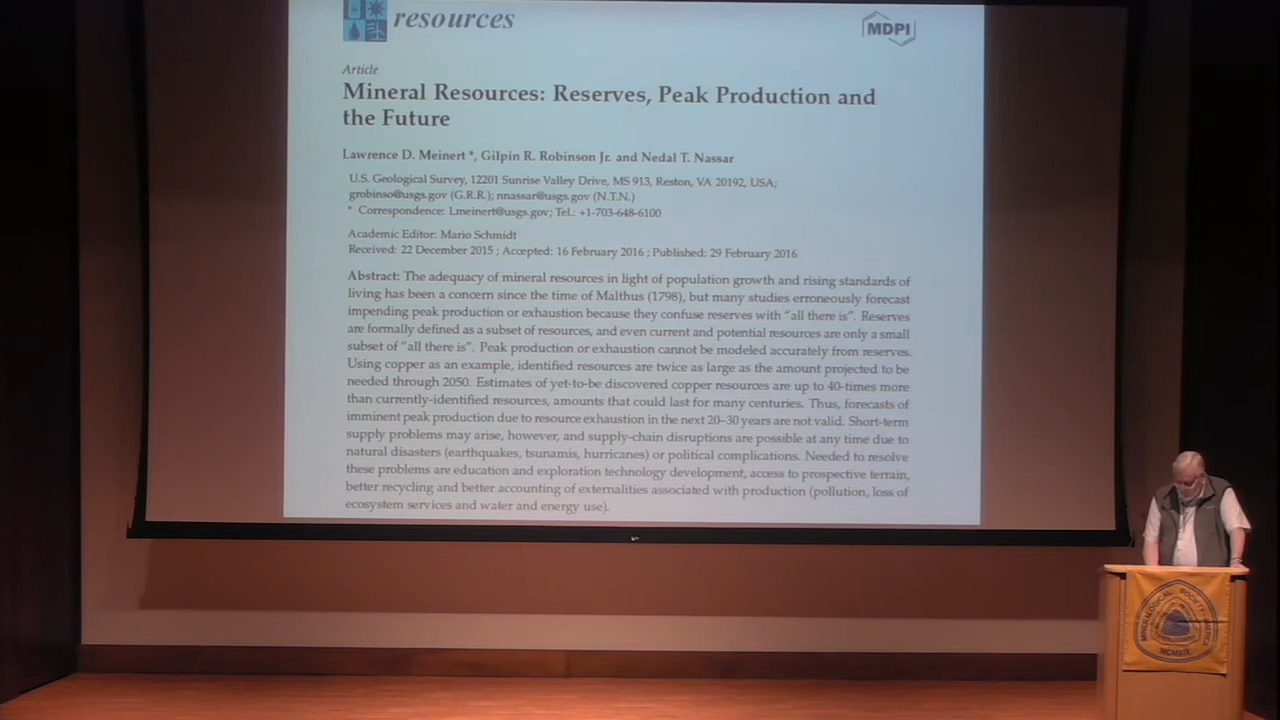 resources
MDPI
Article
Mineral Resources: Reserves, Peak Production and
the Future
Lawrence D. Meinert *, Gilpin R. Robinson Jr. and Nedal T. Nassar
U.S. Geological Survey, 12201 Sunrise Valley Drive, MS 913, Reston, VA 20192, USA;
grobinso@usgs.gov (G.R.R.); nnassar@usgs.gov (N.T.N.)
* Correspondence: Lmeinert@usgs.gov; Tel.: +1-703-648-6100
Academic Editor: Mario Schmidt
Received: 22 December 2015 ; Accepted: 16 February 2016 ; Published: 29 February 2016
Abstract: The adequacy of mineral resources in light of population growth and rising standards of
living has been a concern since the time of Malthus (1798), but many studies erroneously forecast
impending peak production or exhaustion because they confuse reserves with “all there is”. Reserves
are formally defined as a subset of resources, and even current and potential resources are only a small
subset of “all there is”. Peak production or exhaustion cannot be modeled accurately from reserves.
Using copper as an example, identified resources are twice as large as the amount projected to be
needed through 2050. Estimates of yet-to-be discovered copper resources are up to 40-times more
than currently-identified resources, amounts that could last for many centuries. Thus, forecasts of
imminent peak production due to resource exhaustion in the next 20–30 years are not valid. Short-term
supply problems may arise, however, and supply-chain disruptions are possible at any time due to
natural disasters (earthquakes, tsunamis, hurricanes) or political complications. Needed to resolve
these problems are education and exploration technology development, access to prospective terrain,
better recycling and better accounting of externalities associated with production (pollution, loss of
ecosystem services and water and energy use).
MINERALOGICAL SOCIETY AMERICA
MCMXIX